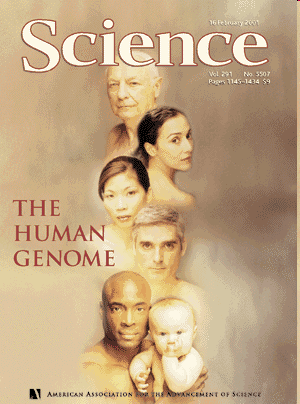 16 February 2001
Science
Vol. 291 No. 5507
Pages 1145–1434 $9
THE
HUMAN
GENOME
AMERICAN ASSOCIATION FOR THE ADVANCEMENT OF SCIENCE